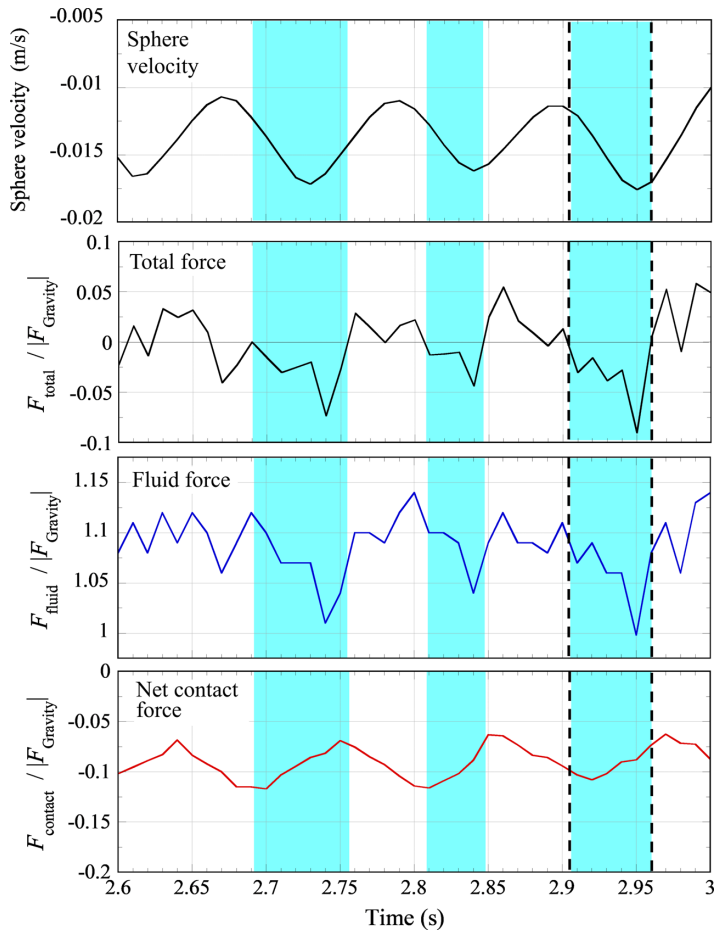 -0.005
Sphere
velocity
-0.01
-0.015
-0.02
Sphere velocity (m/s)
0.1
Total force
0.05
0
-0.05
-0.1
F_total / |F_Gravity|
Fluid force
1.15
1.10
1.05
1
F_fluid / |F_Gravity|
0
Net contact
force
-0.05
-0.1
-0.15
-0.2
F_contact / |F_Gravity|
2.6 2.65 2.7 2.75 2.8 2.85 2.9 2.95 3
Time (s)